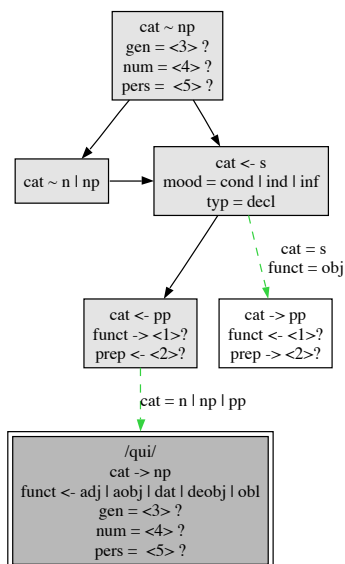 cat ~ np
gen = <3> ?
num = <4> ?
pers =  <5> ?
cat ~ n | np
cat <- s
mood = cond | ind | inf
typ = decl
cat = s
funct = obj
cat <- pp
funct -> <1>?
prep <- <2>?
cat -> pp
funct <- <1>?
prep -> <2>?
cat = n | np | pp
/qui/
cat -> np
funct <- adj | aobj | dat | deobj | obl
gen = <3> ?
num = <4> ?
pers =  <5> ?